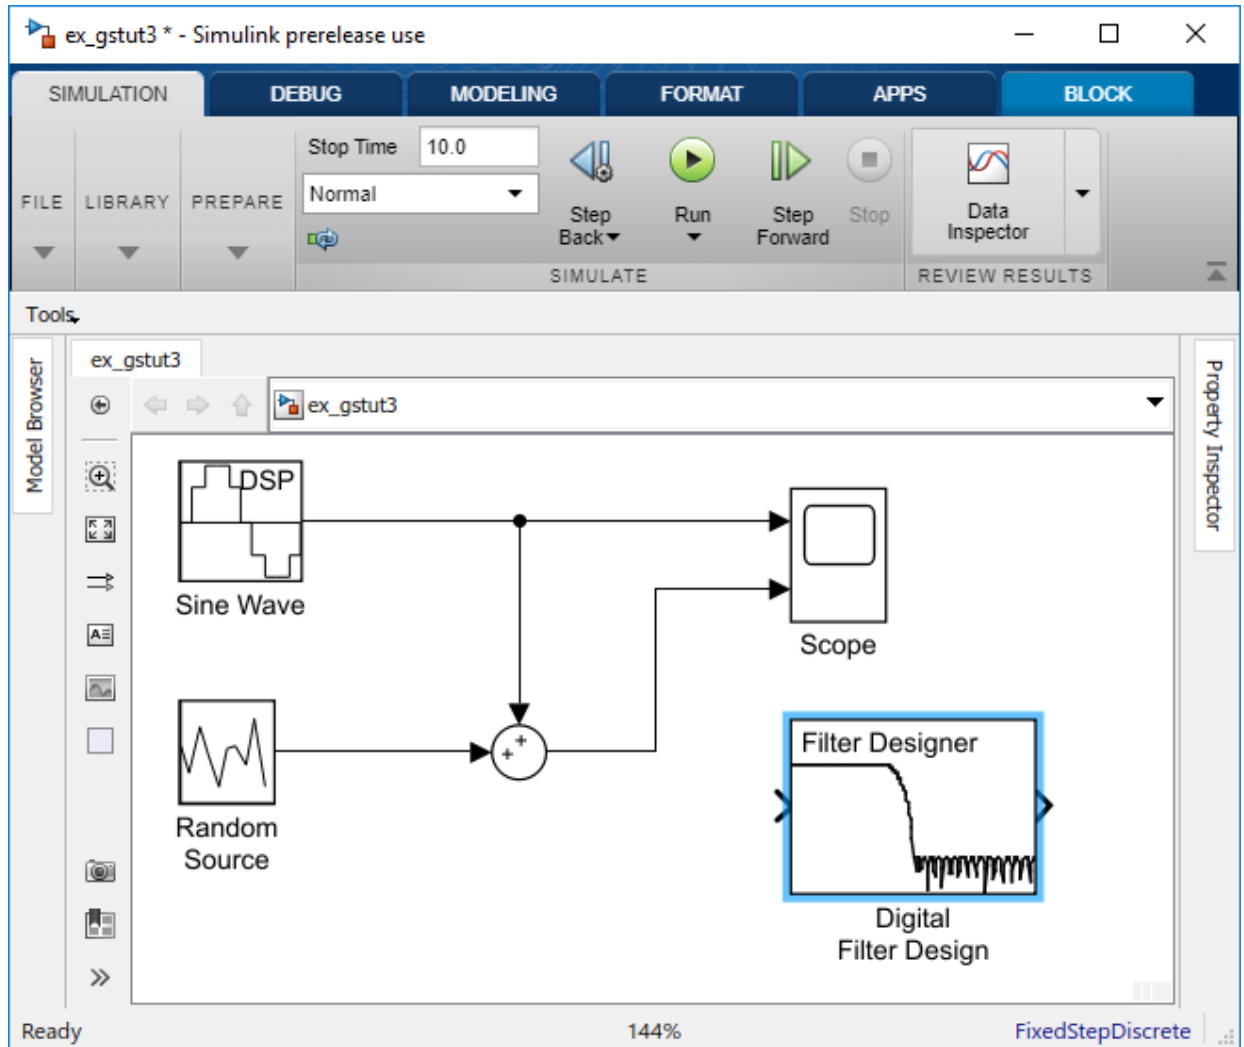 ex_gstut3 * - Simulink prerelease use
SIMULATION DEBUG MODELING FORMAT APPS BLOCK
FILE LIBRARY PREPARE
Stop Time 10.0
Normal
Step Back
Run
Step Forward
Stop
Data Inspector
SIMULATE
REVIEW RESULTS
Tools
Model Browser
ex_gstut3
ex_gstut3
Property Inspector
DSP
Sine Wave
Scope
Random
Source
+
+
Filter Designer
Digital
Filter Design
Ready 144% FixedStepDiscrete